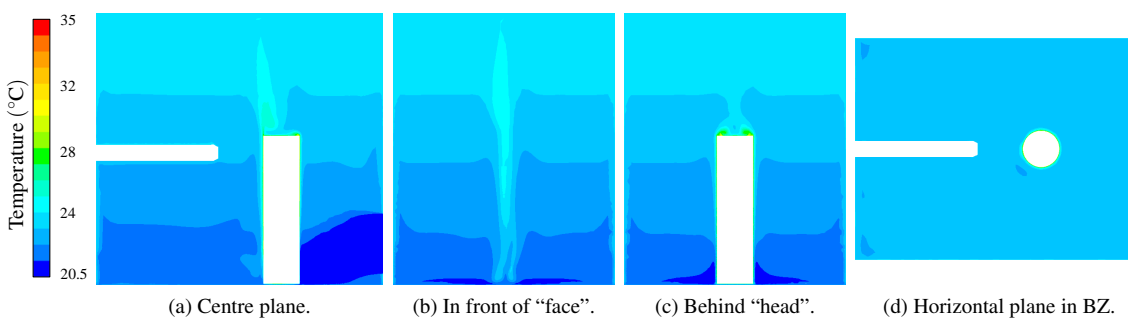 Temperature (°C)
35
32
28
24
20.5
(a) Centre plane.
(b) In front of “face”.
(c) Behind “head”.
(d) Horizontal plane in BZ.